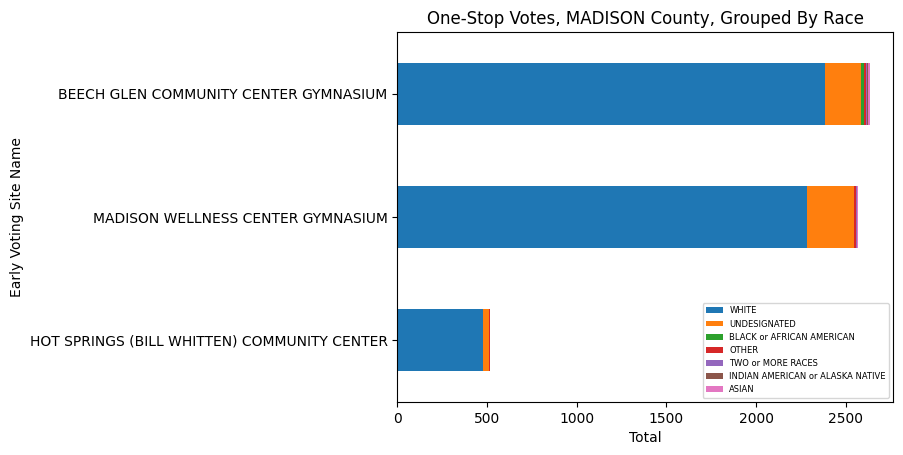 One-Stop Votes, MADISON County, Grouped By Race
Early Voting Site Name
BEECH GLEN COMMUNITY CENTER GYMNASIUM
MADISON WELLNESS CENTER GYMNASIUM
HOT SPRINGS (BILL WHITTEN) COMMUNITY CENTER
WHITE
UNDESIGNATED
BLACK or AFRICAN AMERICAN
OTHER
TWO or MORE RACES
INDIAN AMERICAN or ALASKA NATIVE
ASIAN
0 500 1000 1500 2000 2500
Total